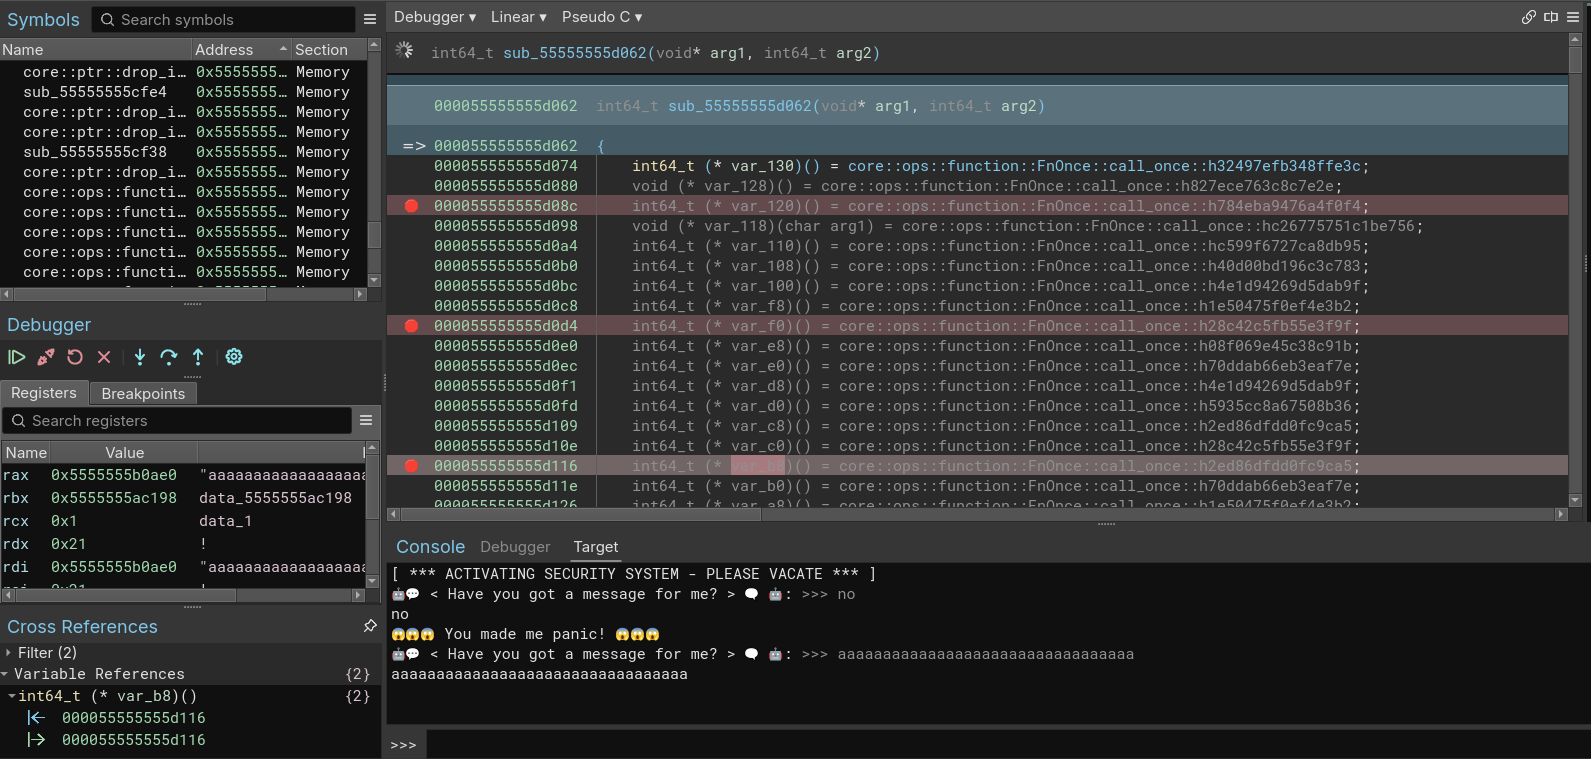 Symbols Search symbols
Name Address Section
core::ptr::drop_i… 0x5555555… Memory
sub_55555555cfe4 0x5555555… Memory
core::ptr::drop_i… 0x5555555… Memory
core::ptr::drop_i… 0x5555555… Memory
sub_55555555cf38 0x5555555… Memory
core::ptr::drop_i… 0x5555555… Memory
core::ops::functi… 0x5555555… Memory
core::ops::functi… 0x5555555… Memory
core::ops::functi… 0x5555555… Memory
core::ops::functi… 0x5555555… Memory
core::ops::functi… 0x5555555… Memory
Debugger
Registers Breakpoints
Search registers
Name Value
rax 0x5555555b0ae0 "aaaaaaaaaaaaaaaaaa
rbx 0x5555555ac198 data_5555555ac198
rcx 0x1 data_1
rdx 0x21 !
rdi 0x5555555b0ae0 "aaaaaaaaaaaaaaaaaa
Cross References
Filter (2)
Variable References {2}
int64_t (* var_b8)() {2}
000055555555d116
000055555555d116
Debugger ▾ Linear ▾ Pseudo C ▾
int64_t sub_55555555d062(void* arg1, int64_t arg2)
000055555555d062 int64_t sub_55555555d062(void* arg1, int64_t arg2)
=> 000055555555d062 {
000055555555d074 int64_t (* var_130)() = core::ops::function::FnOnce::call_once::h32497efb348ffe3c;
000055555555d080 void (* var_128)() = core::ops::function::FnOnce::call_once::h827ece763c8c7e2e;
000055555555d08c int64_t (* var_120)() = core::ops::function::FnOnce::call_once::h784eba9476a4f0f4;
000055555555d098 void (* var_118)(char arg1) = core::ops::function::FnOnce::call_once::hc26775751c1be756;
000055555555d0a4 int64_t (* var_110)() = core::ops::function::FnOnce::call_once::hc599f6727ca8db95;
000055555555d0b0 int64_t (* var_108)() = core::ops::function::FnOnce::call_once::h40d00bd196c3c783;
000055555555d0bc int64_t (* var_100)() = core::ops::function::FnOnce::call_once::h4e1d94269d5dab9f;
000055555555d0c8 int64_t (* var_f8)() = core::ops::function::FnOnce::call_once::h1e50475f0ef4e3b2;
000055555555d0d4 int64_t (* var_f0)() = core::ops::function::FnOnce::call_once::h28c42c5fb55e3f9f;
000055555555d0e0 int64_t (* var_e8)() = core::ops::function::FnOnce::call_once::h08f069e45c38c91b;
000055555555d0ec int64_t (* var_e0)() = core::ops::function::FnOnce::call_once::h70ddab66eb3eaf7e;
000055555555d0f1 int64_t (* var_d8)() = core::ops::function::FnOnce::call_once::h4e1d94269d5dab9f;
000055555555d0fd int64_t (* var_d0)() = core::ops::function::FnOnce::call_once::h5935cc8a67508b36;
000055555555d109 int64_t (* var_c8)() = core::ops::function::FnOnce::call_once::h2ed86dfdd0fc9ca5;
000055555555d10e int64_t (* var_c0)() = core::ops::function::FnOnce::call_once::h28c42c5fb55e3f9f;
000055555555d116 int64_t (* var_b8)() = core::ops::function::FnOnce::call_once::h2ed86dfdd0fc9ca5;
000055555555d11e int64_t (* var_b0)() = core::ops::function::FnOnce::call_once::h70ddab66eb3eaf7e;
000055555555d126 int64_t (* var_a8)() = core::ops::function::FnOnce::call_once::h1e50475f0ef4e3b2;
Console Debugger Target
[ *** ACTIVATING SECURITY SYSTEM - PLEASE VACATE *** ]
🤖💬 < Have you got a message for me? > 🗨 🤖: >>> no
no
😱😱😱 You made me panic! 😱😱😱
🤖💬 < Have you got a message for me? > 🗨 🤖: >>> aaaaaaaaaaaaaaaaaaaaaaaaaaaaaaaaa
aaaaaaaaaaaaaaaaaaaaaaaaaaaaaaaaa
>>>